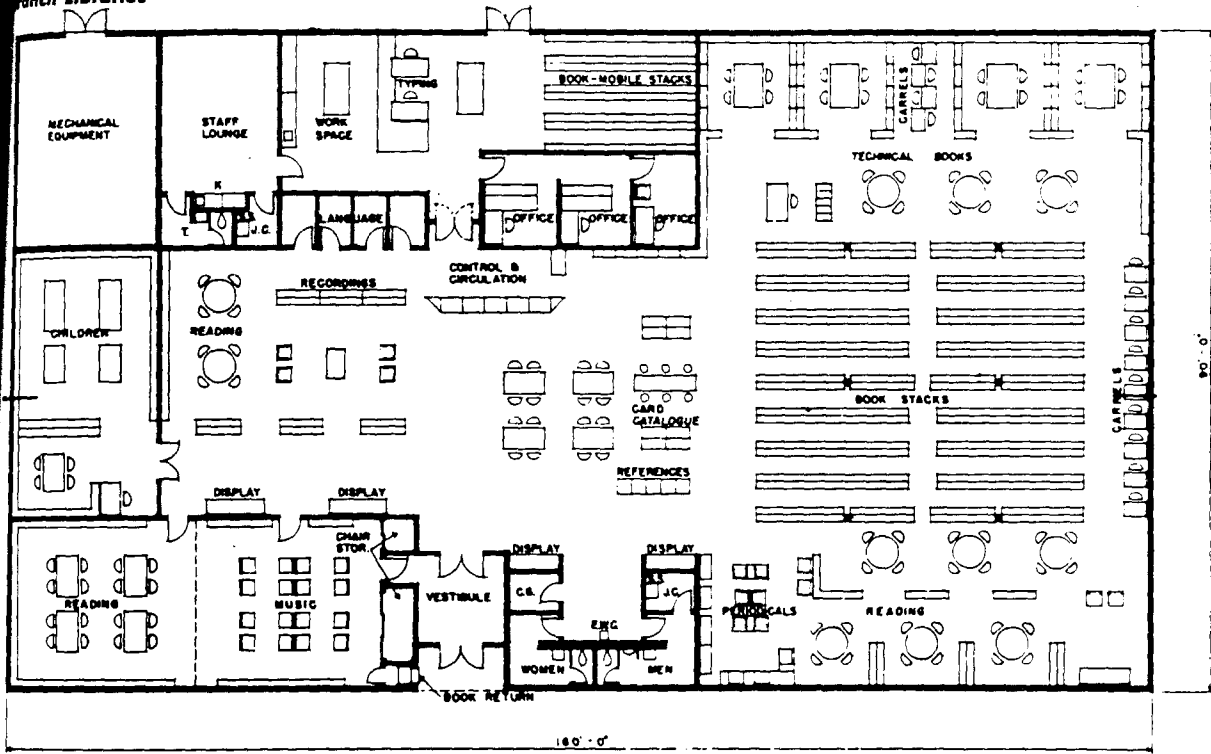 MECHANICAL
EQUIPMENT
STAFF
LOUNGE
WORK
SPACE
TYPING
BOOK-MOBILE STACKS
CARRELS
TECHNICAL BOOKS
K
T.
J.C.
LANGUAGE
OFFICE
OFFICE
OFFICE
CONTROL &
CIRCULATION
RECORDINGS
CHILDREN
READING
CARD
CATALOGUE
BOOK STACKS
CARRELS
90'-0"
REFERENCES
DISPLAY
DISPLAY
CHAIR
STOR.
DISPLAY
DISPLAY
READING
MUSIC
VESTIBULE
J.C.
PERIODICALS
READING
E.W.C.
WOMEN
MEN
BOOK RETURN
160'-0"